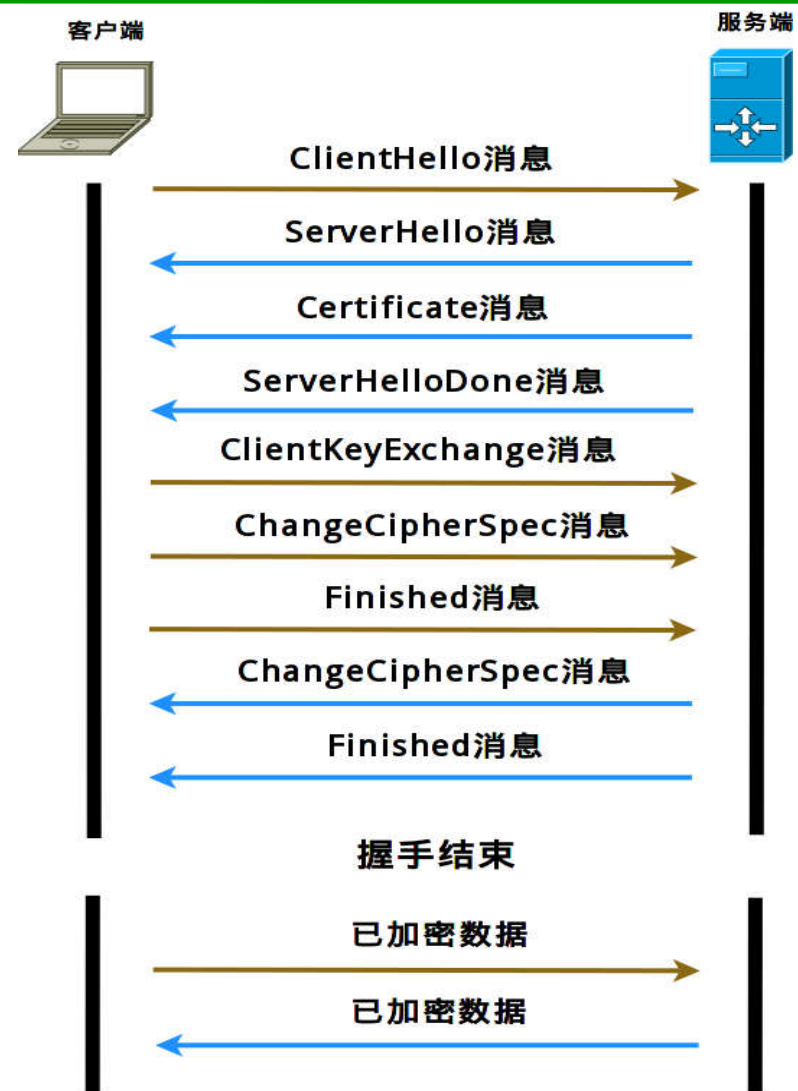 客户端
服务端
ClientHello消息
ServerHello消息
Certificate消息
ServerHelloDone消息
ClientKeyExchange消息
ChangeCipherSpec消息
Finished消息
ChangeCipherSpec消息
Finished消息
握手结束
已加密数据
已加密数据